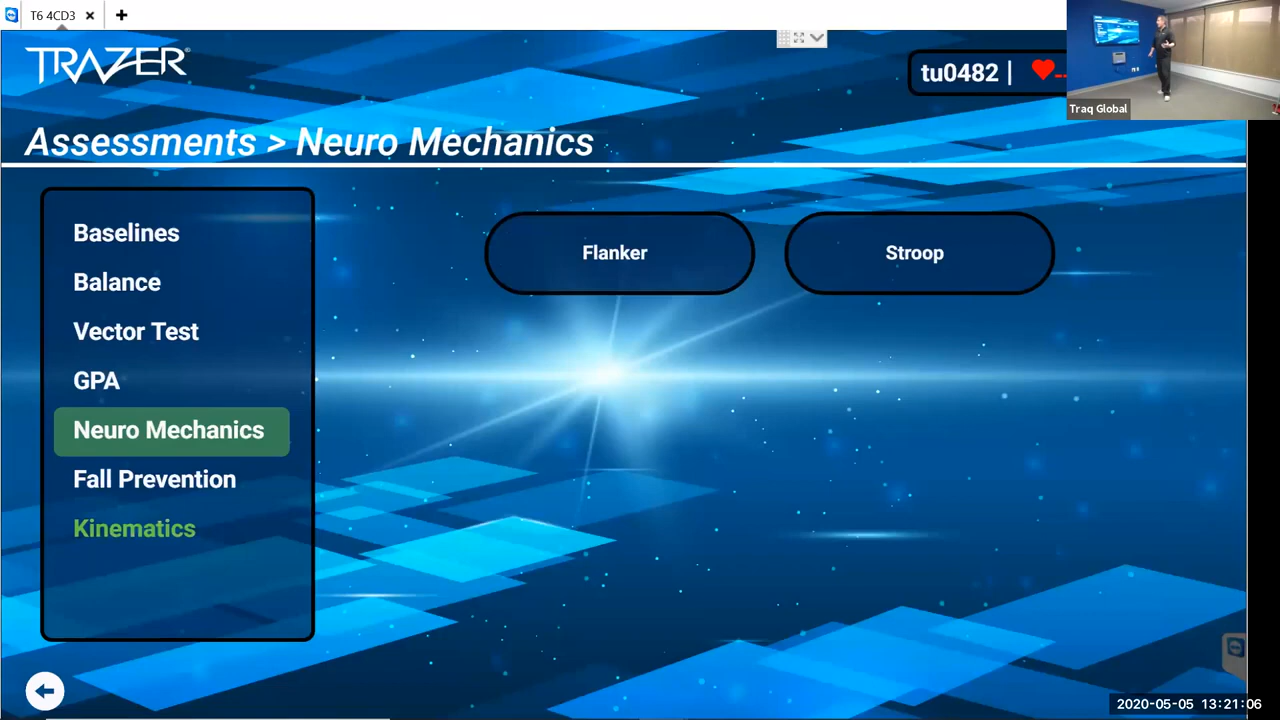 T6 4CD3
TRAZER
tu0482 | --
Traq Global
Assessments > Neuro Mechanics
Baselines
Balance
Vector Test
GPA
Neuro Mechanics
Fall Prevention
Kinematics
Flanker
Stroop
2020-05-05 13:21:06